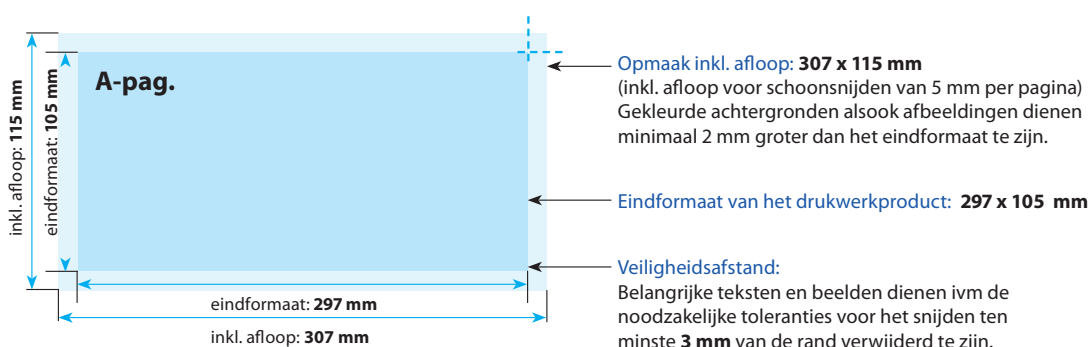 A-pag.
inkl. afloop: 115 mm
eindformaat: 105 mm
eindformaat: 297 mm
inkl. afloop: 307 mm
Opmaak inkl. afloop: 307 x 115 mm
(inkl. afloop voor schoonsnijden van 5 mm per pagina)
Gekleurde achtergronden alsook afbeeldingen dienen
minimaal 2 mm groter dan het eindformaat te zijn.
Eindformaat van het drukwerkproduct: 297 x 105 mm
Veiligheidsafstand:
Belangrijke teksten en beelden dienen ivm de
noodzakelijke toleranties voor het snijden ten
minste 3 mm van de rand verwijderd te zijn.